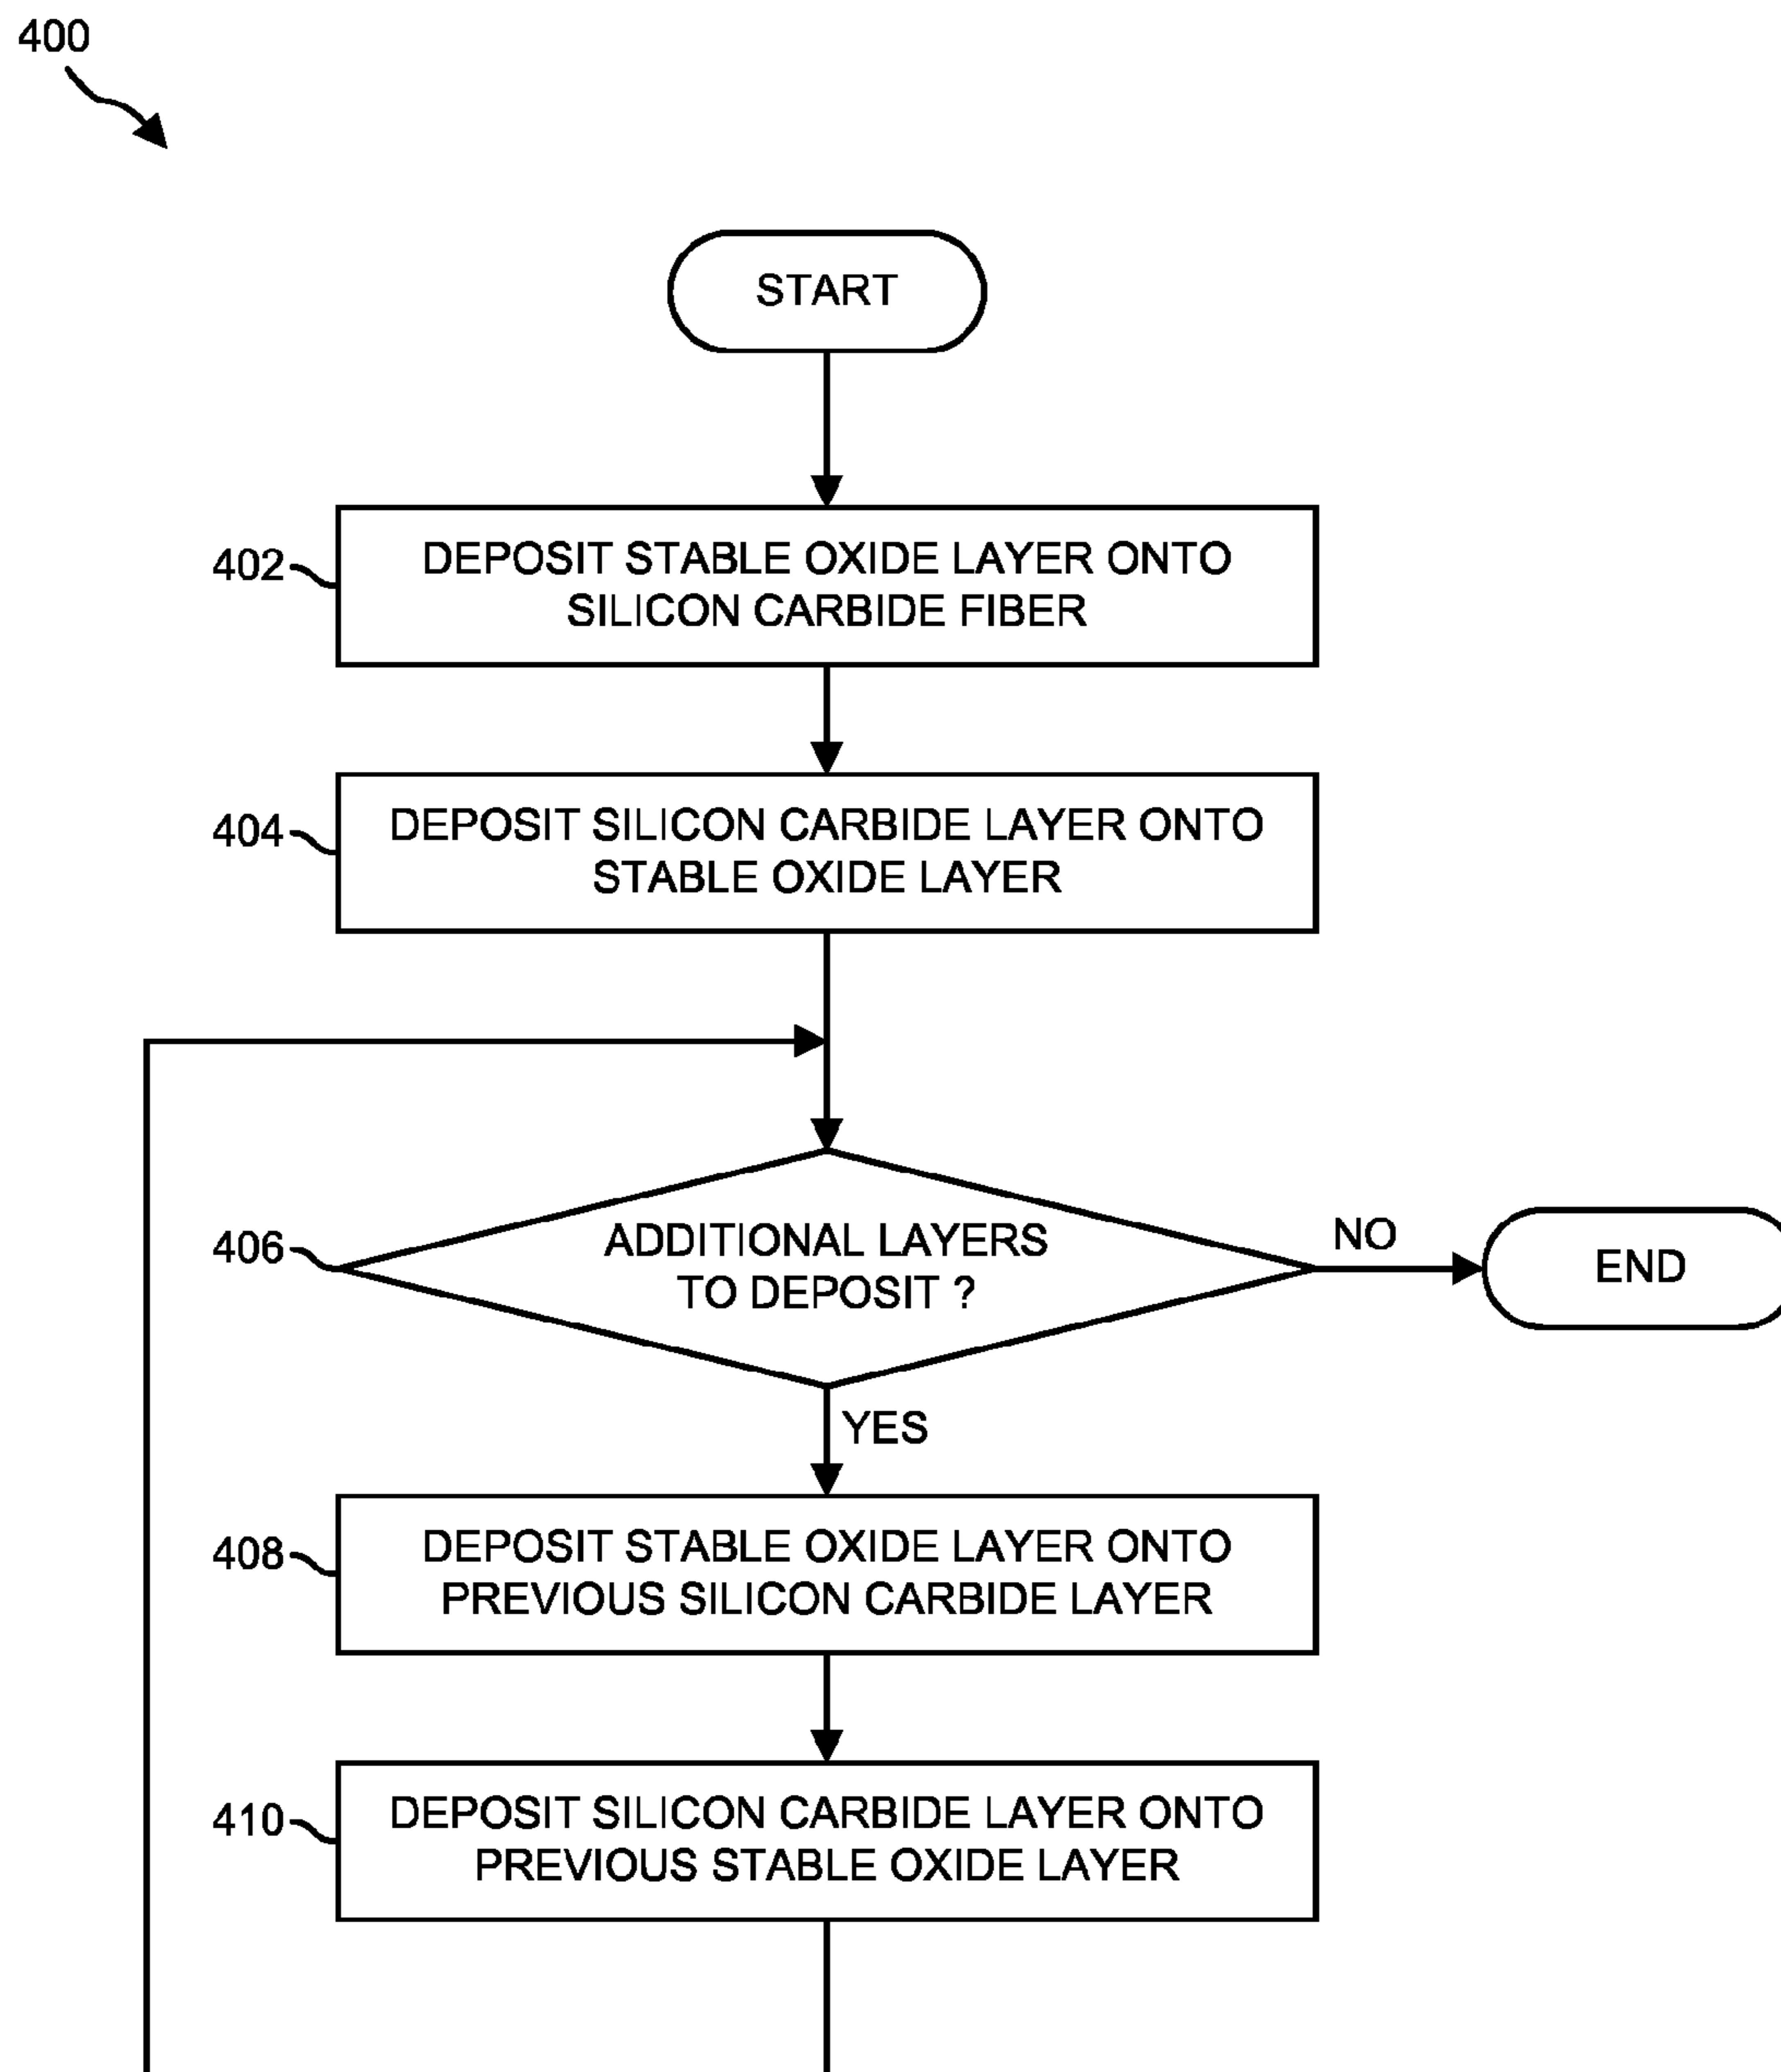 400
START
402
DEPOSIT STABLE OXIDE LAYER ONTO
SILICON CARBIDE FIBER
404
DEPOSIT SILICON CARBIDE LAYER ONTO
STABLE OXIDE LAYER
406
ADDITIONAL LAYERS
TO DEPOSIT ?
NO
END
YES
408
DEPOSIT STABLE OXIDE LAYER ONTO
PREVIOUS SILICON CARBIDE LAYER
410
DEPOSIT SILICON CARBIDE LAYER ONTO
PREVIOUS STABLE OXIDE LAYER